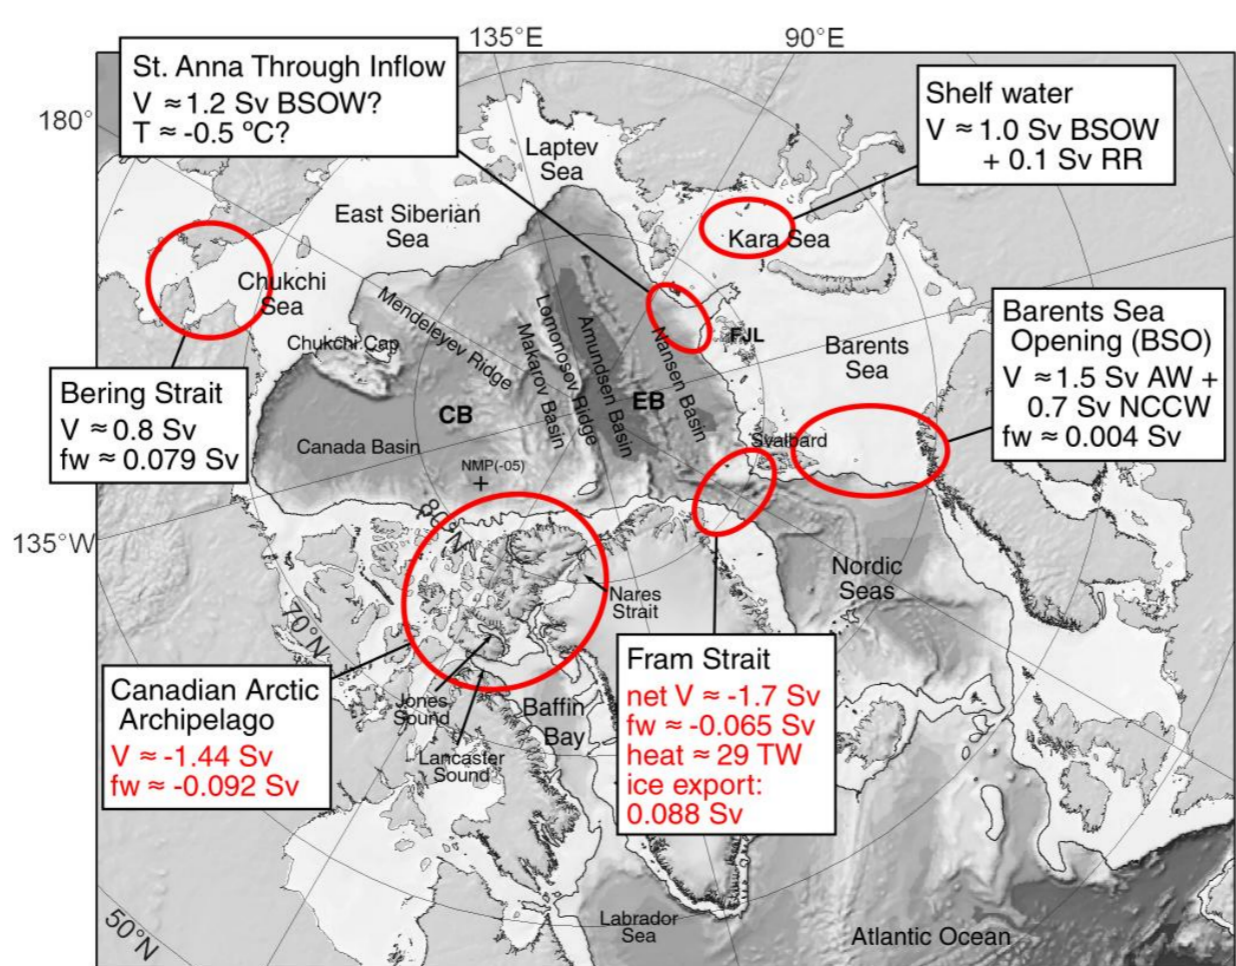 135°E
90°E
180°
St. Anna Through Inflow
V ≈1.2 Sv BSOW?
T ≈ -0.5 ºC?
Shelf water
V ≈ 1.0 Sv BSOW
+ 0.1 Sv RR
Laptev
Sea
East Siberian
Sea
Kara Sea
Chukchi
Sea
Barents Sea
Opening (BSO)
V ≈1.5 Sv AW +
0.7 Sv NCCW
fw ≈ 0.004 Sv
Mendeleyev Ridge
Chukchi Cap
Lomonosov Ridge
Makarov Basin
Amundsen Basin
Nansen Basin
FJL
Barents
Sea
Bering Strait
V ≈ 0.8 Sv
fw ≈ 0.079 Sv
CB
EB
Canada Basin
Svalbard
NMP(-05)
+
80°N
135°W
Nordic
Seas
Nares
Strait
70°N
Canadian Arctic
Archipelago
V ≈ -1.44 Sv
fw ≈ -0.092 Sv
Fram Strait
net V ≈ -1.7 Sv
fw ≈ -0.065 Sv
heat ≈ 29 TW
ice export:
0.088 Sv
Jones
Sound
Baffin
Bay
Lancaster
Sound
50°N
Labrador
Sea
Atlantic Ocean